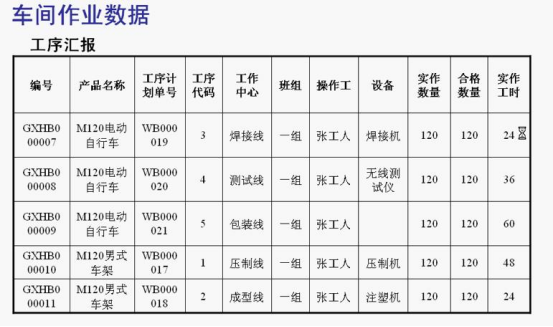 车间作业数据
工序汇报
编号 产品名称 工序计划单号 工序代码 工作中心 班组 操作工 设备 实作数量 合格数量 实作工时
GXHB000007 M120电动自行车 WB000019 3 焊接线 一组 张工人 焊接机 120 120 24
GXHB000008 M120电动自行车 WB000020 4 测试线 一组 张工人 无线测试仪 120 120 36
GXHB000009 M120电动自行车 WB000021 5 包装线 一组 张工人 120 120 60
GXHB000010 M120男式车架 WB000017 1 压制线 一组 张工人 压制机 120 120 48
GXHB000011 M120男式车架 WB000018 2 成型线 一组 张工人 注塑机 120 120 24